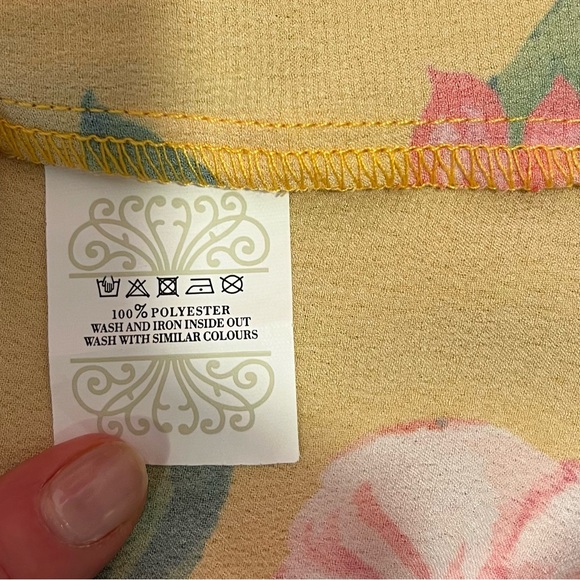 100% POLYESTER
WASH AND IRON INSIDE OUT
WASH WITH SIMILAR COLOURS